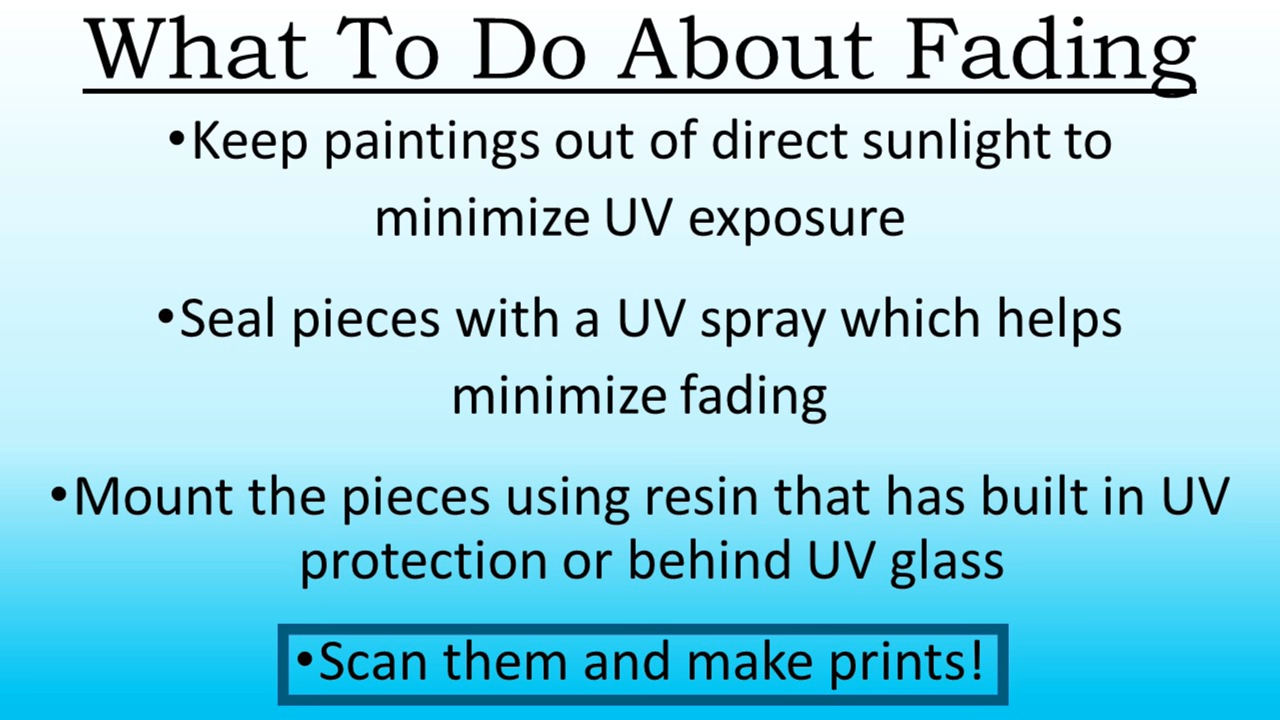 What To Do About Fading
•Keep paintings out of direct sunlight to
minimize UV exposure
•Seal pieces with a UV spray which helps
minimize fading
•Mount the pieces using resin that has built in UV
protection or behind UV glass
•Scan them and make prints!